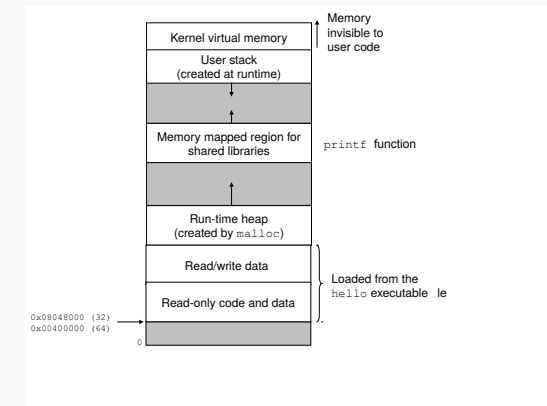 Memory
invisible to
user code
Kernel virtual memory
User stack
(created at runtime)
Memory mapped region for
shared libraries
printf function
Run-time heap
(created by malloc)
Read/write data
Read-only code and data
Loaded from the
hello executable le
0x08048000 (32)
0x00400000 (64)
0